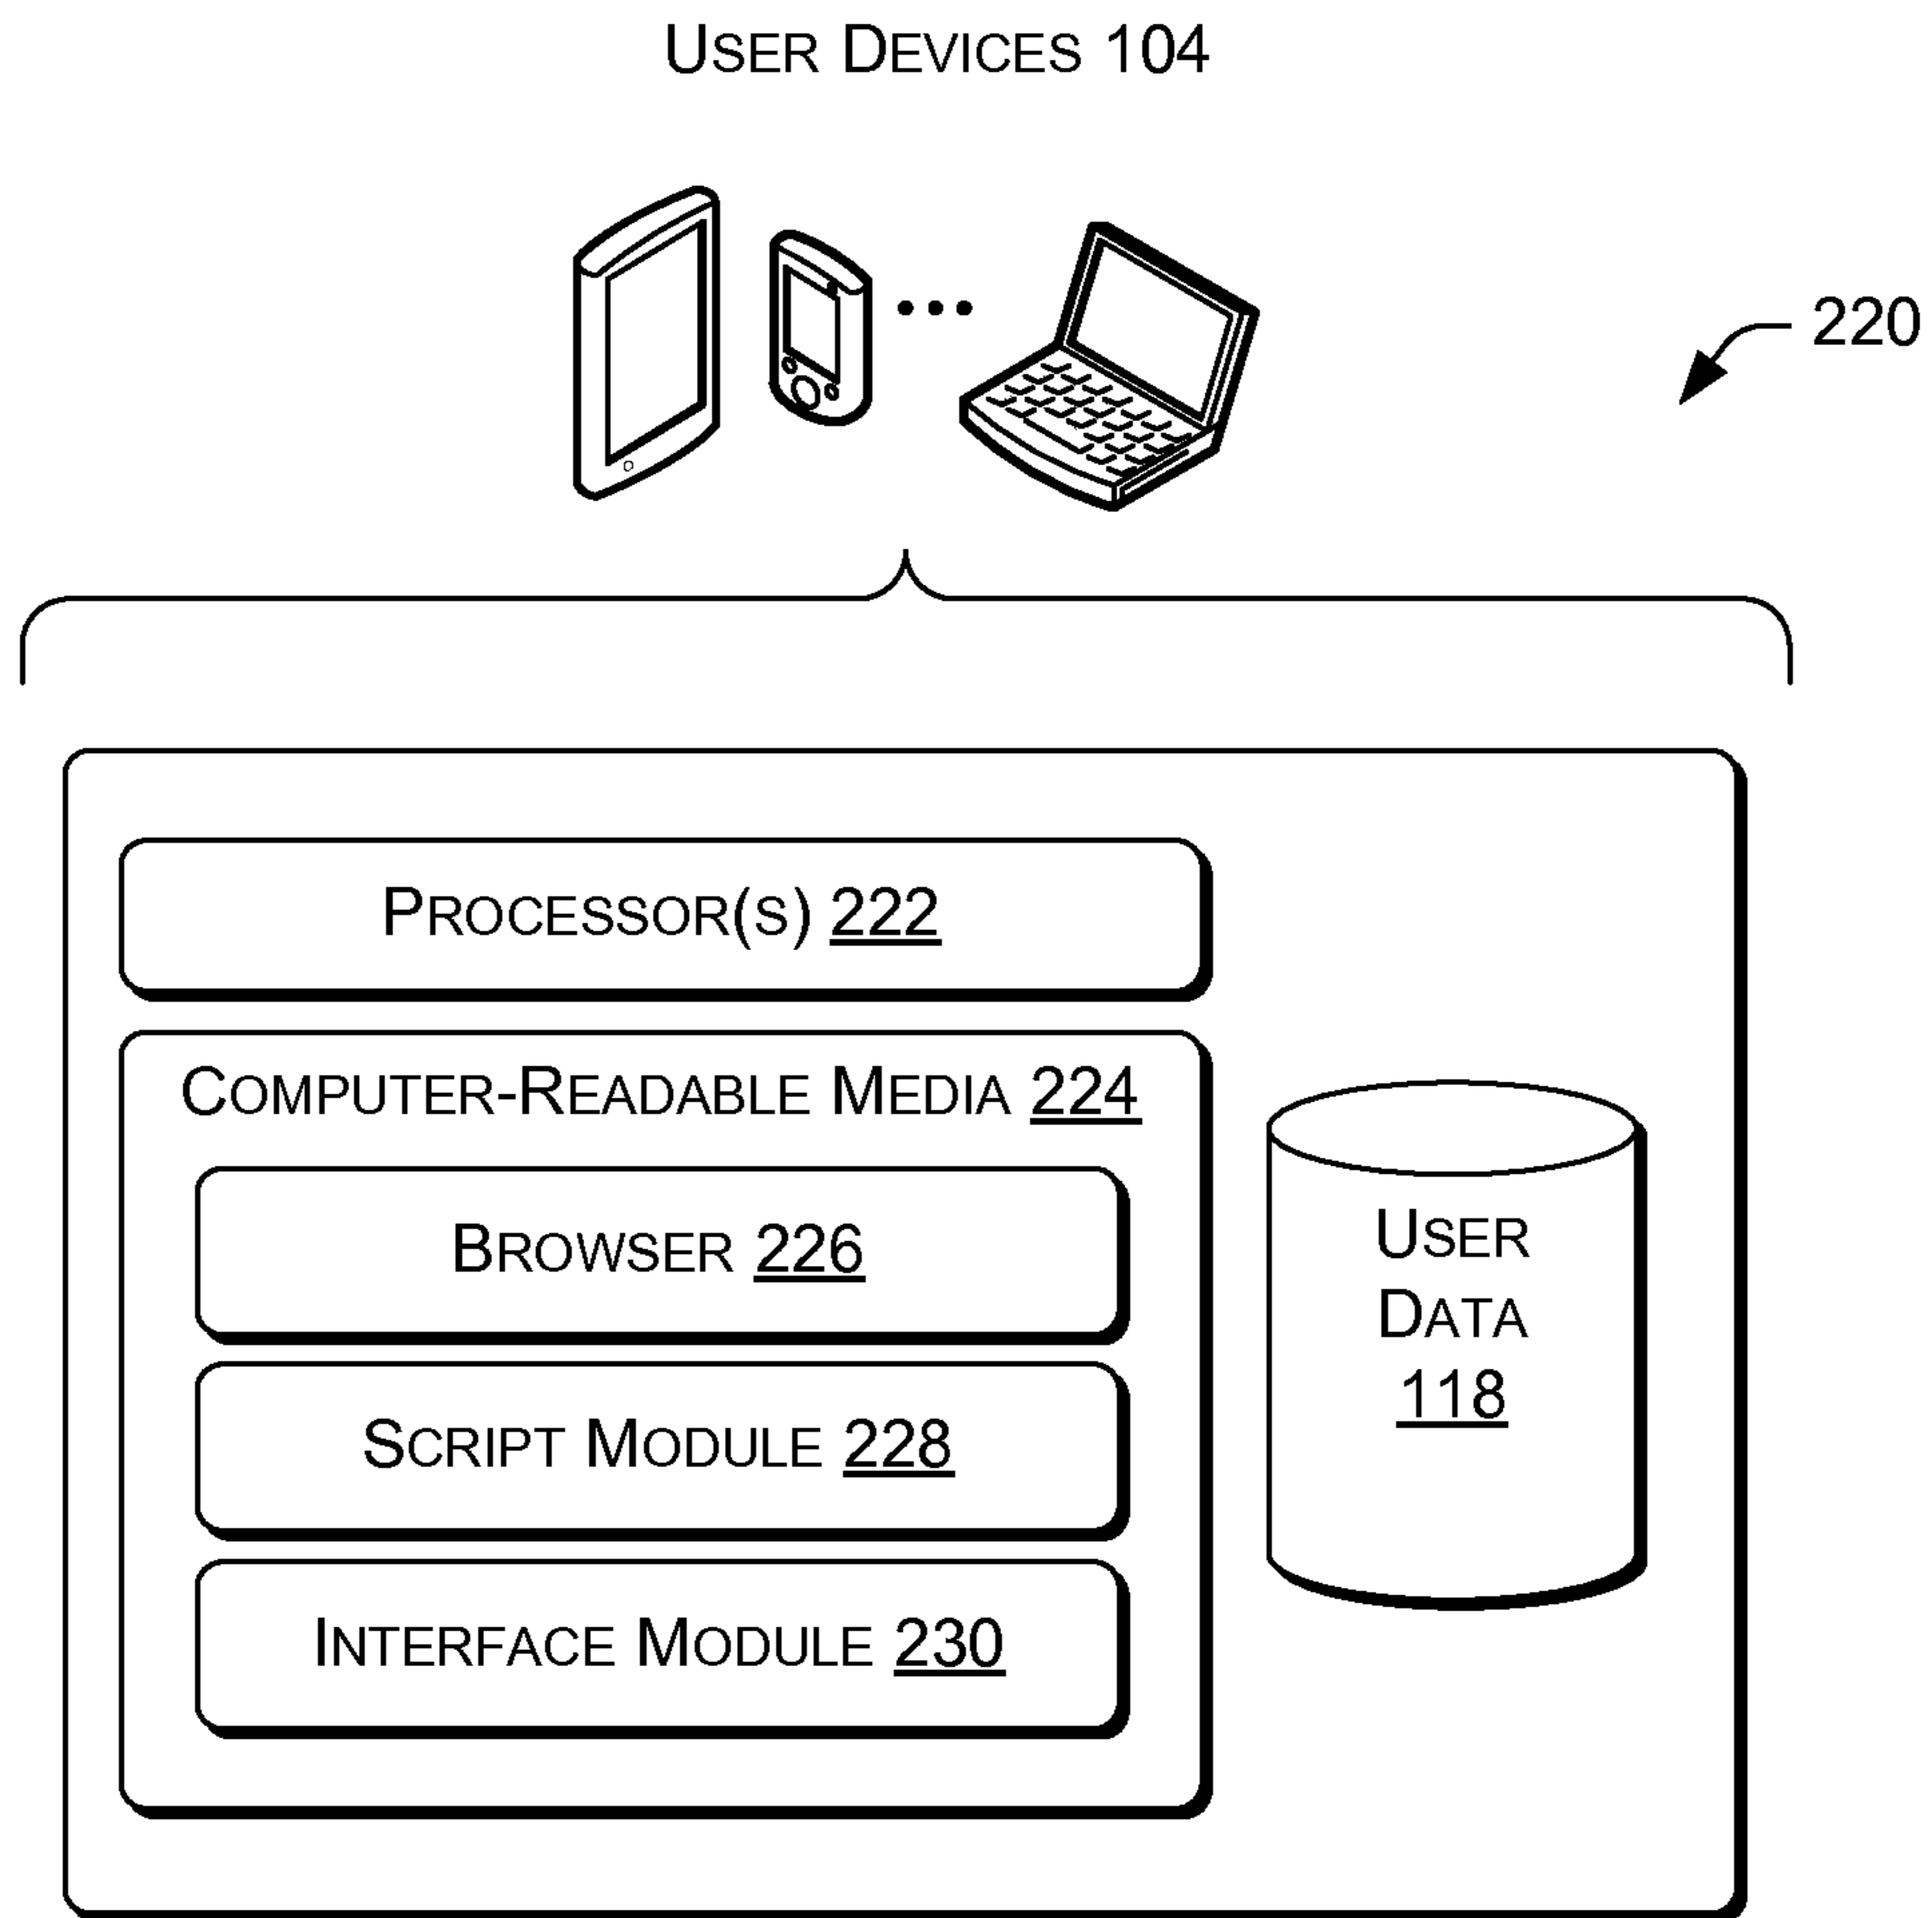 USER DEVICES 104
220
PROCESSOR(S) 222
COMPUTER-READABLE MEDIA 224
BROWSER 226
SCRIPT MODULE 228
INTERFACE MODULE 230
USER
DATA
118